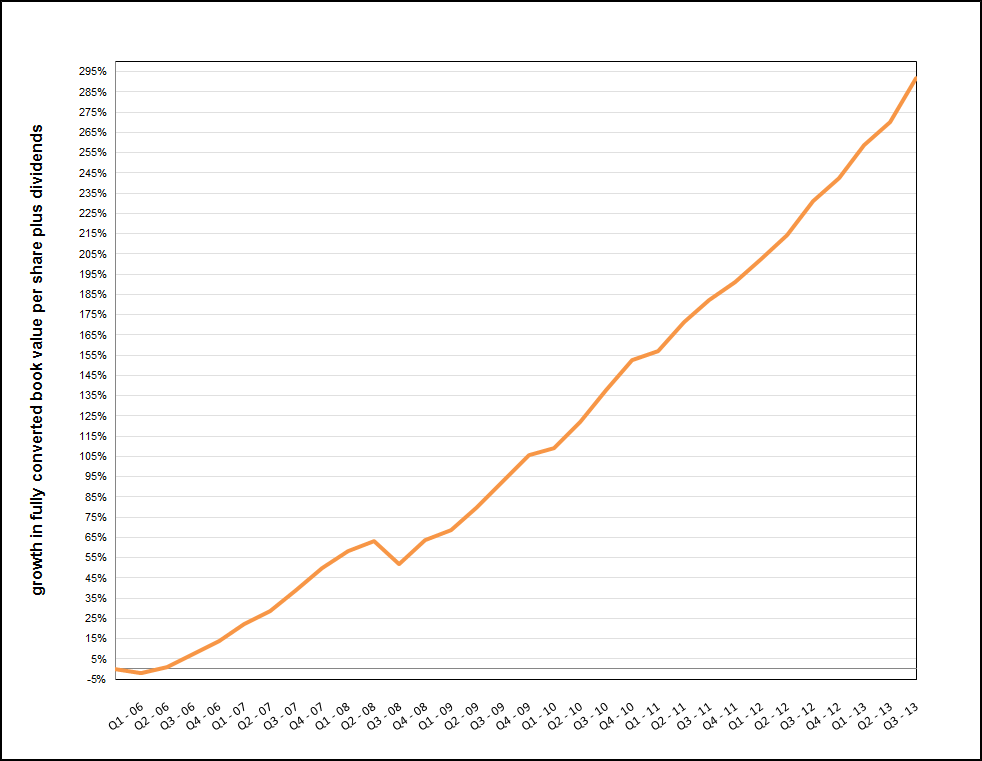 growth in fully converted book value per share plus dividends
295%
285%
275%
265%
255%
245%
235%
225%
215%
205%
195%
185%
175%
165%
155%
145%
135%
125%
115%
105%
95%
85%
75%
65%
55%
45%
35%
25%
15%
5%
-5%
Q1 - 06
Q2 - 06
Q3 - 06
Q4 - 06
Q1 - 07
Q2 - 07
Q3 - 07
Q4 - 07
Q1 - 08
Q2 - 08
Q3 - 08
Q4 - 08
Q1 - 09
Q2 - 09
Q3 - 09
Q4 - 09
Q1 - 10
Q2 - 10
Q3 - 10
Q4 - 10
Q1 - 11
Q2 - 11
Q3 - 11
Q4 - 11
Q1 - 12
Q2 - 12
Q3 - 12
Q4 - 12
Q1 - 13
Q2 - 13
Q3 - 13